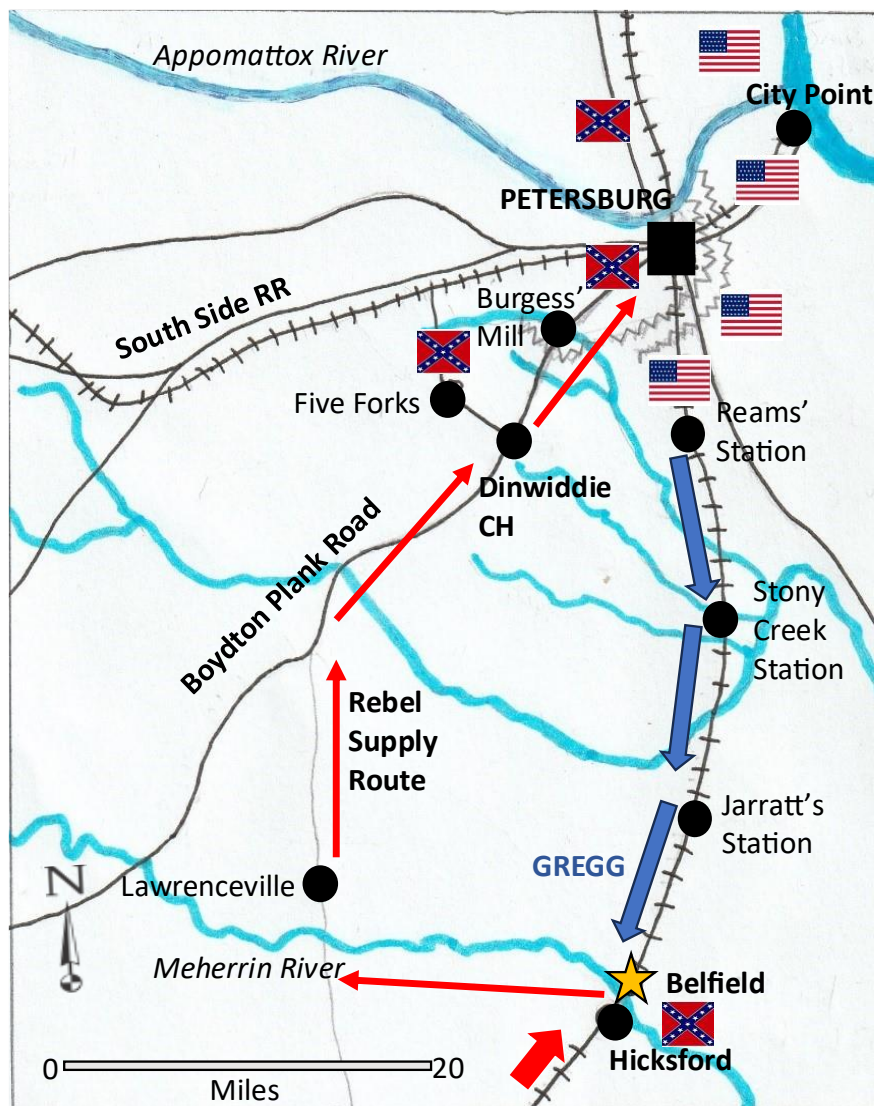 Appomattox River
City Point
PETERSBURG
Burgess’
Mill
South Side RR
Five Forks
Reams’
Station
Dinwiddie
CH
Boydton Plank Road
Stony
Creek
Station
Rebel
Supply
Route
Jarratt’s
Station
GREGG
N
Lawrenceville
Meherrin River
Belfield
Hicksford
0
20
Miles